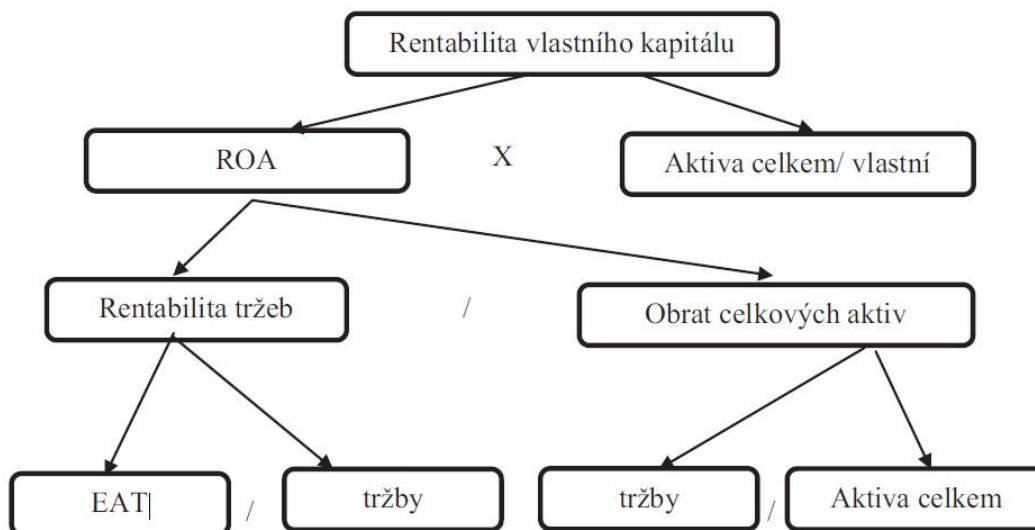 Rentabilita vlastního kapitálu
ROA X Aktiva celkem/ vlastní
Rentabilita tržeb / Obrat celkových aktiv
EAT / tržby tržby / Aktiva celkem